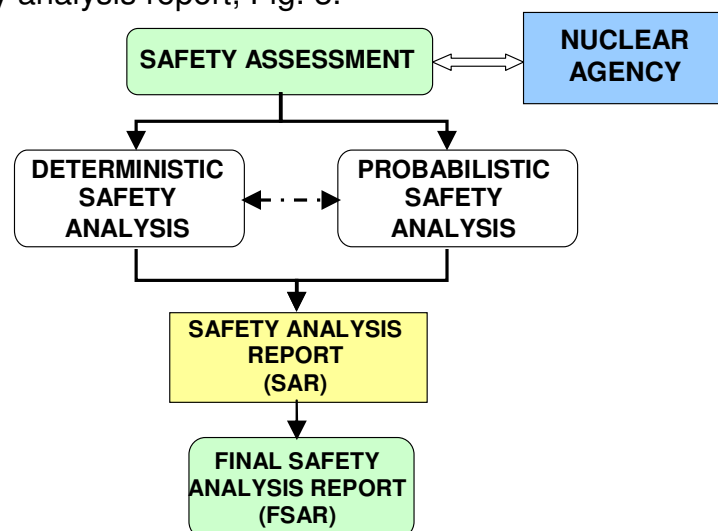 y analysis report, Fig.
SAFETY ASSESSMENT
NUCLEAR
AGENCY
DETERMINISTIC
SAFETY
ANALYSIS
PROBABILISTIC
SAFETY
ANALYSIS
SAFETY ANALYSIS
REPORT
(SAR)
FINAL SAFETY
ANALYSIS REPORT
(FSAR)